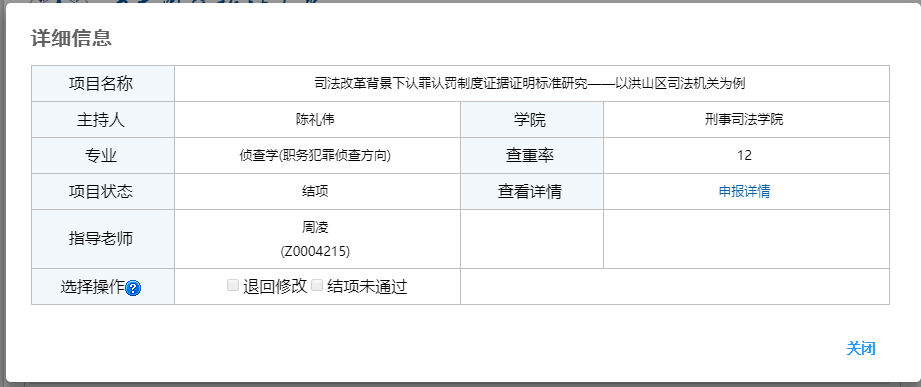 详细信息
项目名称 司法改革背景下认罪认罚制度证据证明标准研究——以洪山区司法机关为例
主持人 陈礼伟 学院 刑事司法学院
专业 侦查学(职务犯罪侦查方向) 查重率 12
项目状态 结项 查看详情 申报详情
指导老师 周凌
(Z0004215)
选择操作 退回修改 结项未通过
关闭